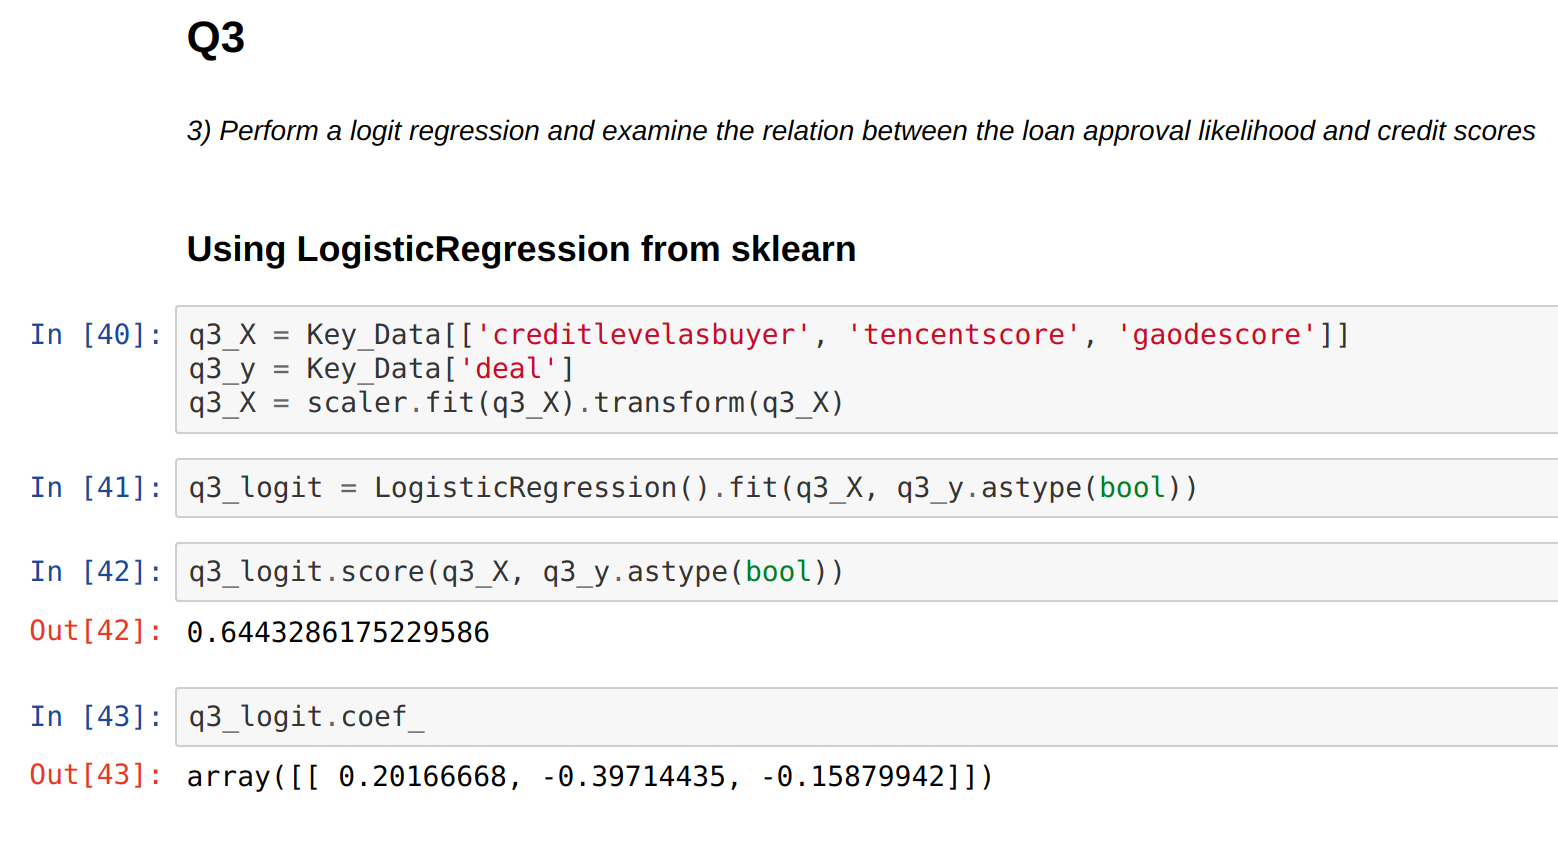 Q3
3) Perform a logit regression and examine the relation between the loan approval likelihood and credit scores
Using LogisticRegression from sklearn
In [40]: q3_X = Key_Data[['creditlevelasbuyer', 'tencentscore', 'gaodescore']]
q3_y = Key_Data['deal']
q3_X = scaler.fit(q3_X).transform(q3_X)
In [41]: q3_logit = LogisticRegression().fit(q3_X, q3_y.astype(bool))
In [42]: q3_logit.score(q3_X, q3_y.astype(bool))
Out[42]: 0.6443286175229586
In [43]: q3_logit.coef_
Out[43]: array([[ 0.20166668, -0.39714435, -0.15879942]])